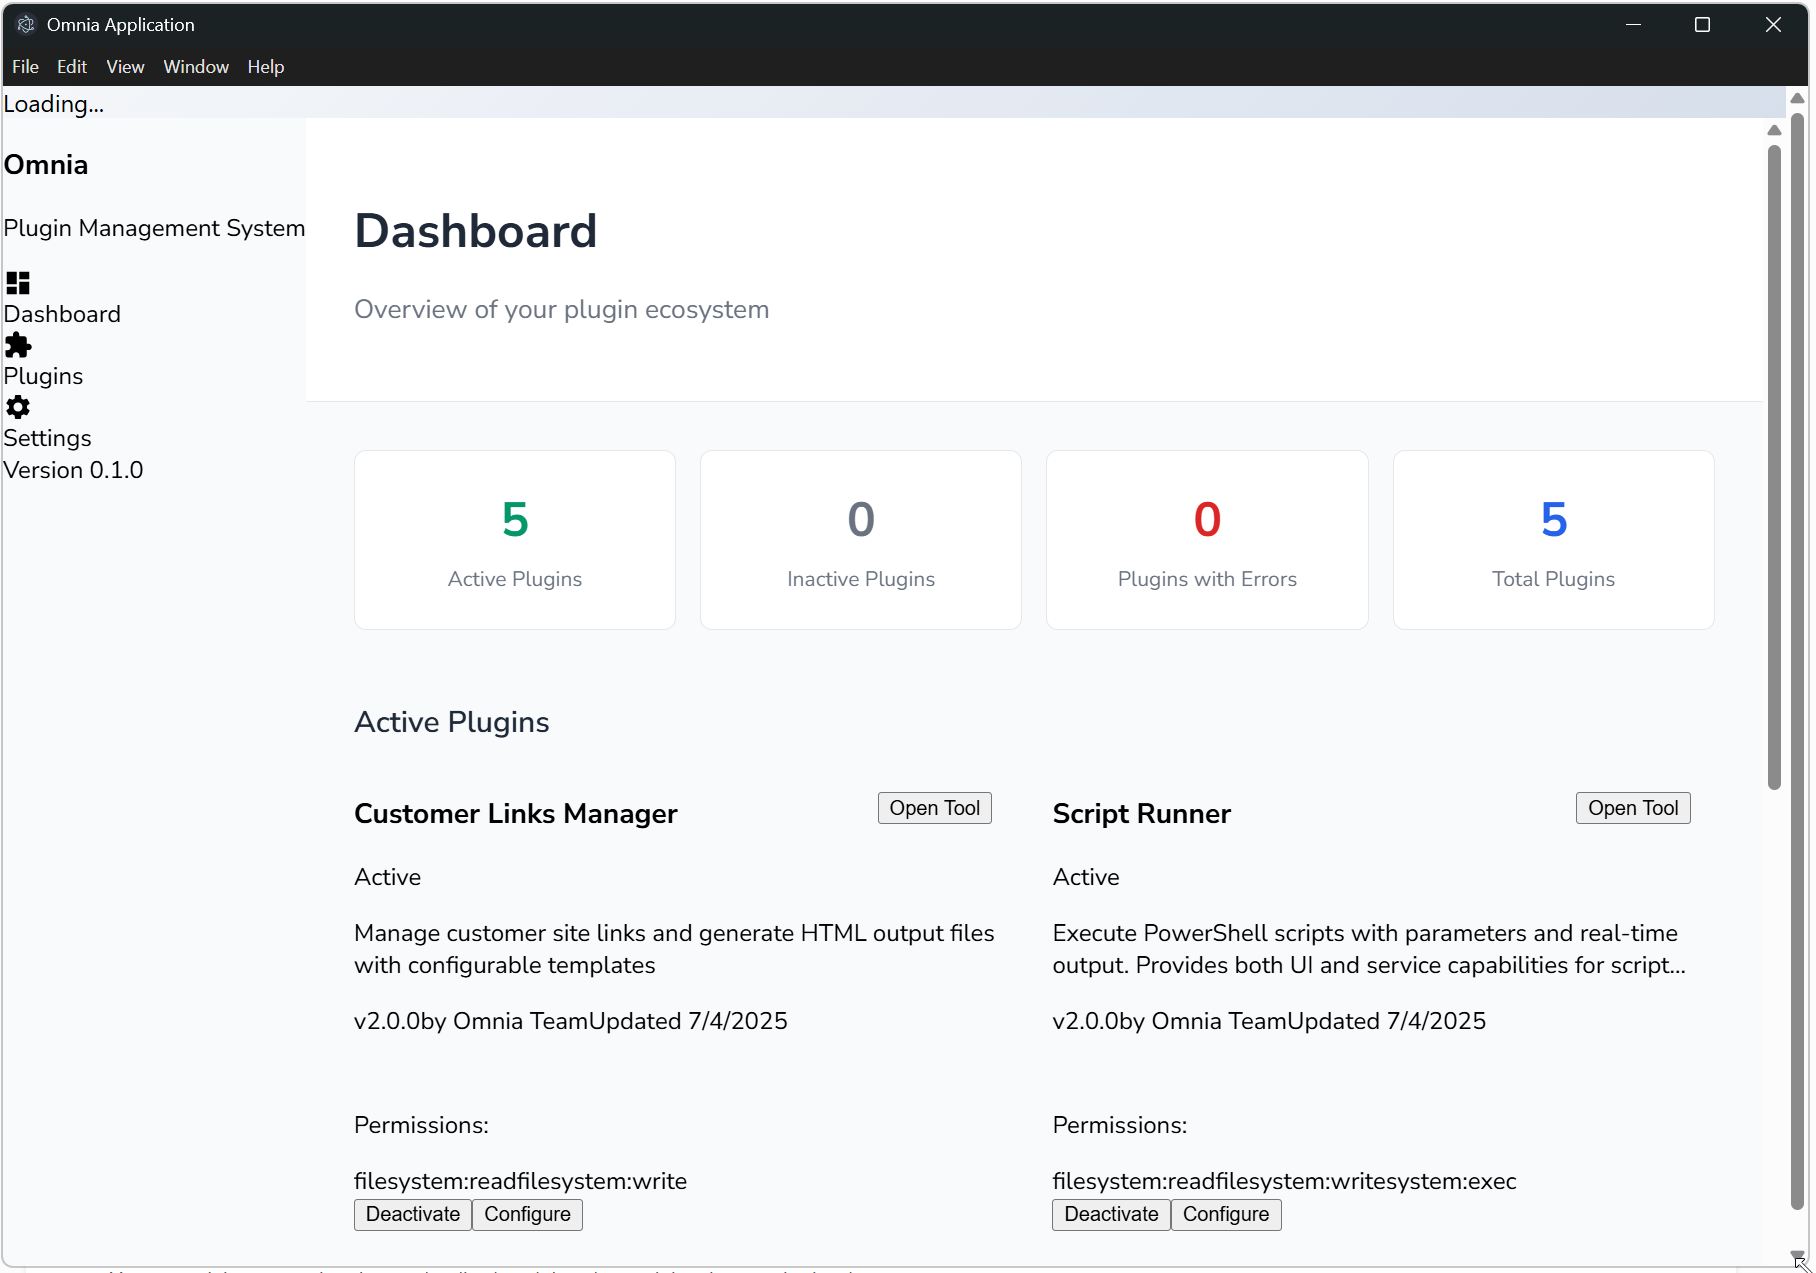 Omnia Application
File Edit View Window Help
Loading...
Omnia
Plugin Management System
Dashboard
Plugins
Settings
Version 0.1.0
Dashboard
Overview of your plugin ecosystem
5
Active Plugins
0
Inactive Plugins
0
Plugins with Errors
5
Total Plugins
Active Plugins
Customer Links Manager
Open Tool
Active
Manage customer site links and generate HTML output files
with configurable templates
v2.0.0by Omnia TeamUpdated 7/4/2025
Permissions:
filesystem:readfilesystem:write
Deactivate Configure
Script Runner
Open Tool
Active
Execute PowerShell scripts with parameters and real-time
output. Provides both UI and service capabilities for script...
v2.0.0by Omnia TeamUpdated 7/4/2025
Permissions:
filesystem:readfilesystem:writesystem:exec
Deactivate Configure